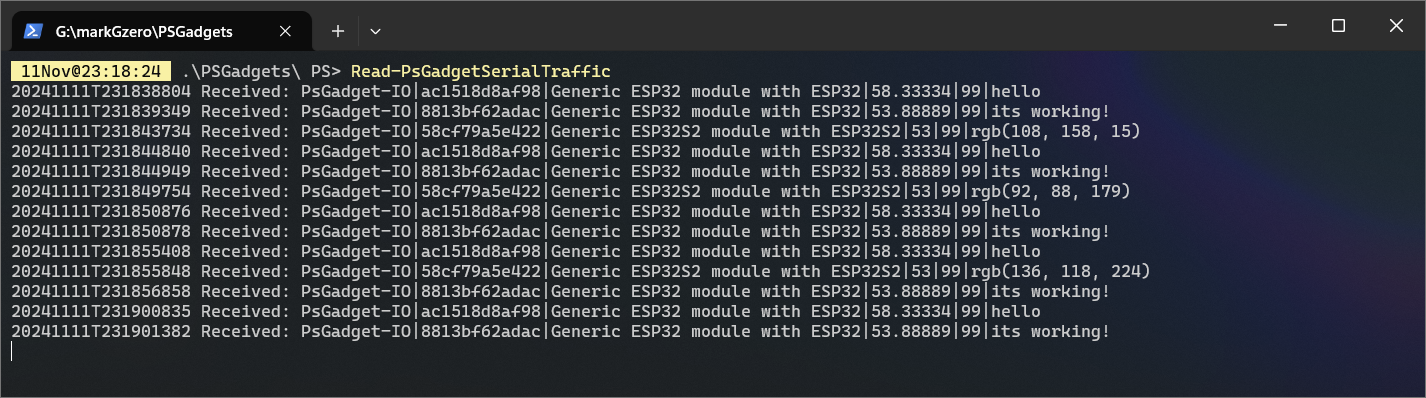 G:\markGzero\PSGadgets
11Nov@23:18:24 .\PSGadgets\ PS> Read-PsGadgetSerialTraffic
20241111T231838804 Received: PsGadget-IO|ac1518d8af98|Generic ESP32 module with ESP32|58.33334|99|hello
20241111T231839349 Received: PsGadget-IO|8813bf62adac|Generic ESP32 module with ESP32|53.88889|99|its working!
20241111T231843734 Received: PsGadget-IO|58cf79a5e422|Generic ESP32S2 module with ESP32S2|53|99|rgb(108, 158, 15)
20241111T231844840 Received: PsGadget-IO|ac1518d8af98|Generic ESP32 module with ESP32|58.33334|99|hello
20241111T231844949 Received: PsGadget-IO|8813bf62adac|Generic ESP32 module with ESP32|53.88889|99|its working!
20241111T231849754 Received: PsGadget-IO|58cf79a5e422|Generic ESP32S2 module with ESP32S2|53|99|rgb(92, 88, 179)
20241111T231850876 Received: PsGadget-IO|ac1518d8af98|Generic ESP32 module with ESP32|58.33334|99|hello
20241111T231850878 Received: PsGadget-IO|8813bf62adac|Generic ESP32 module with ESP32|53.88889|99|its working!
20241111T231855408 Received: PsGadget-IO|ac1518d8af98|Generic ESP32 module with ESP32|58.33334|99|hello
20241111T231855848 Received: PsGadget-IO|58cf79a5e422|Generic ESP32S2 module with ESP32S2|53|99|rgb(136, 118, 224)
20241111T231856858 Received: PsGadget-IO|8813bf62adac|Generic ESP32 module with ESP32|53.88889|99|its working!
20241111T231900835 Received: PsGadget-IO|ac1518d8af98|Generic ESP32 module with ESP32|58.33334|99|hello
20241111T231901382 Received: PsGadget-IO|8813bf62adac|Generic ESP32 module with ESP32|53.88889|99|its working!